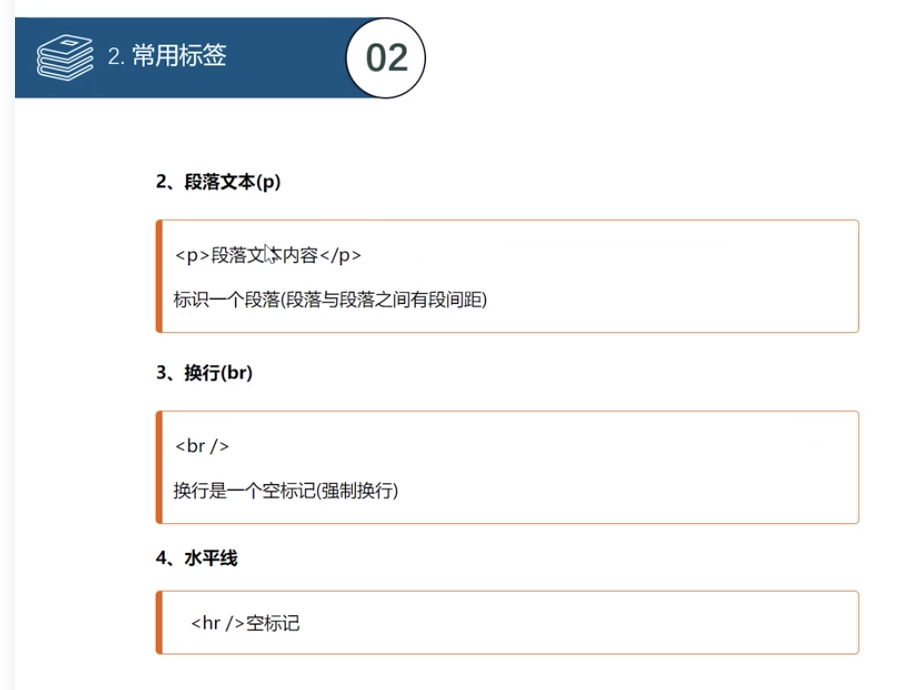 2. 常用标签
02
2、段落文本(p)
<p>段落文本内容</p>
标识一个段落(段落与段落之间有段间距)
3、换行(br)
<br />
换行是一个空标记(强制换行)
4、水平线
<hr />空标记